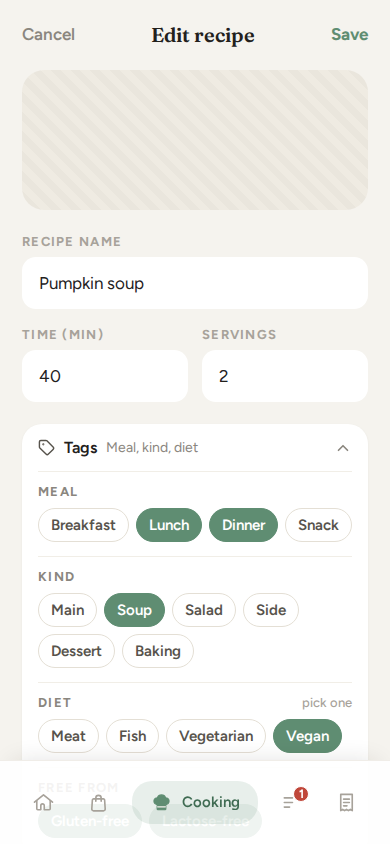 Cancel Edit recipe Save
RECIPE NAME
Pumpkin soup
TIME (MIN) SERVINGS
40 2
Tags Meal, kind, diet
MEAL
Breakfast Lunch Dinner Snack
KIND
Main Soup Salad Side
Dessert Baking
DIET pick one
Meat Fish Vegetarian Vegan
FREE FROM
1
Cooking
Gluten-free Lactose-free